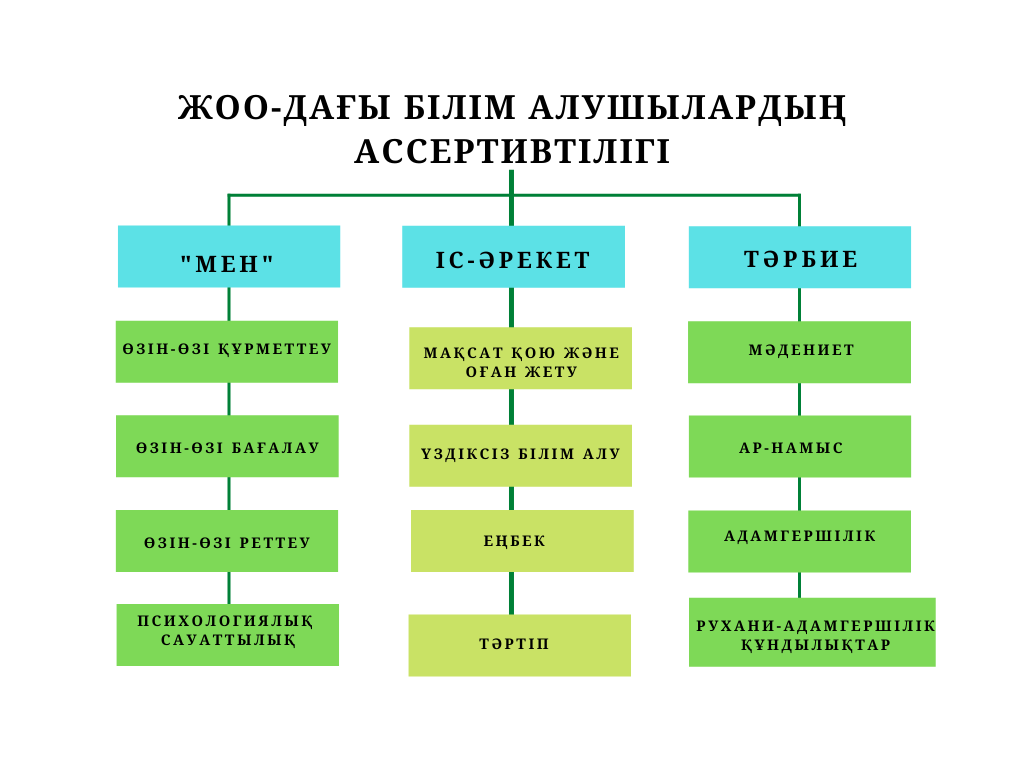 ЖОО-ДАҒЫ БІЛІМ АЛУШЫЛАРДЫҢ
АССЕРТИВТІЛІГІ
"МЕН"
ӨЗІН-ӨЗІ ҚҰРМЕТТЕУ
ӨЗІН-ӨЗІ БАҒАЛАУ
ӨЗІН-ӨЗІ РЕТТЕУ
ПСИХОЛОГИЯЛЫҚ
САУАТТЫЛЫҚ
ІС-ӘРЕКЕТ
МАҚСАТ ҚОЮ ЖӘНЕ
ОҒАН ЖЕТУ
ҮЗДІКСІЗ БІЛІМ АЛУ
ЕҢБЕК
ТӘРТІП
ТӘРБИЕ
МӘДЕНИЕТ
АР-НАМЫС
АДАМГЕРШІЛІК
РУХАНИ-АДАМГЕРШІЛІК
ҚҰНДЫЛЫҚТАР